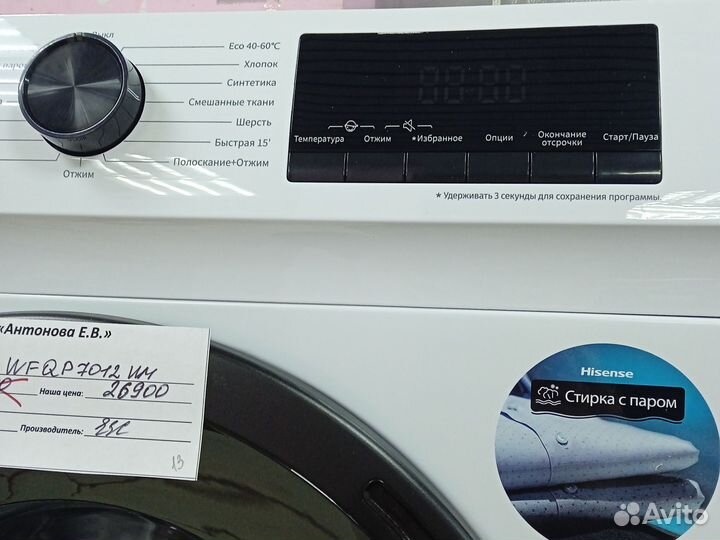 Выкл
Eco 40-60°C
Хлопок
Синтетика
Смешанные ткани
Шерсть
Быстрая 15'
Полоскание+Отжим
Отжим
Температура
Отжим
*Избранное
Опции
Окончание
отсрочки
Старт/Пауза
* Удерживать 3 секунды для сохранения программы.
«Антонова Е.В.»
WFQP7012VM
Наша цена: 26900
Производитель:
13
Hisense
Стирка с паром
Avito